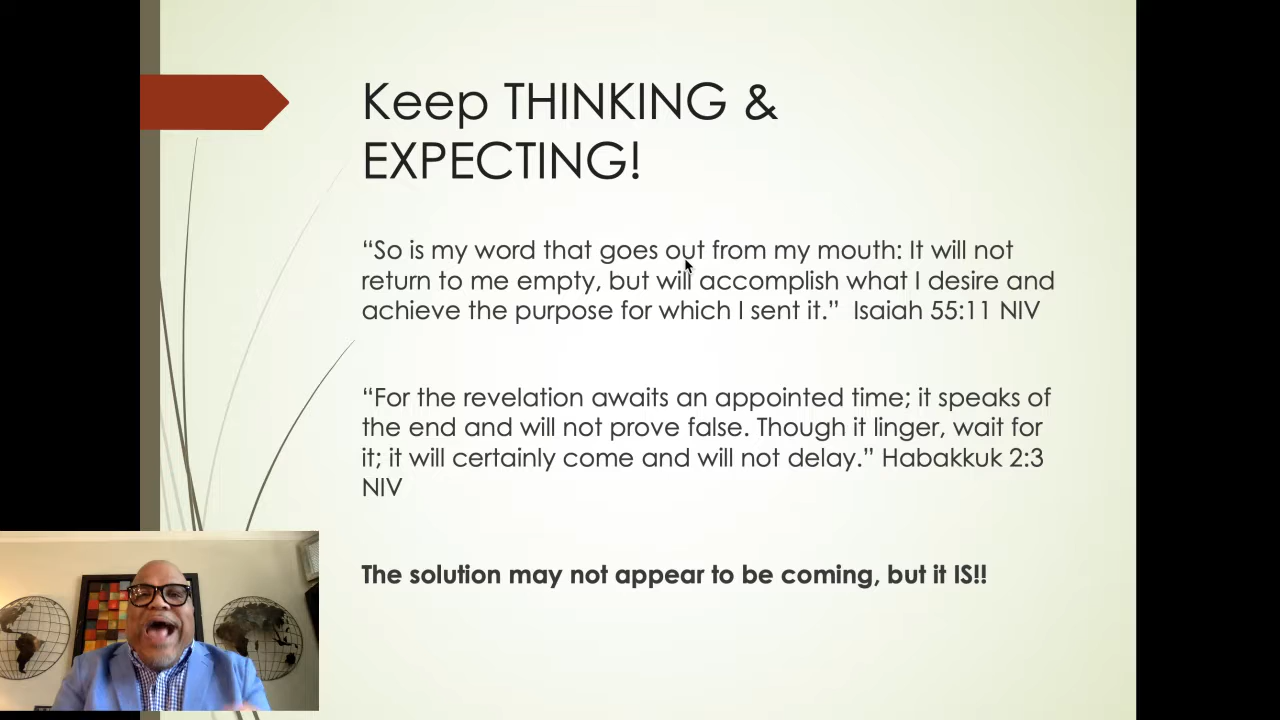 Keep THINKING &
EXPECTING!
“So is my word that goes out from my mouth: It will not
return to me empty, but will accomplish what I desire and
achieve the purpose for which I sent it.”  Isaiah 55:11 NIV
“For the revelation awaits an appointed time; it speaks of
the end and will not prove false. Though it linger, wait for
it; it will certainly come and will not delay.” Habakkuk 2:3
NIV
The solution may not appear to be coming, but it IS!!